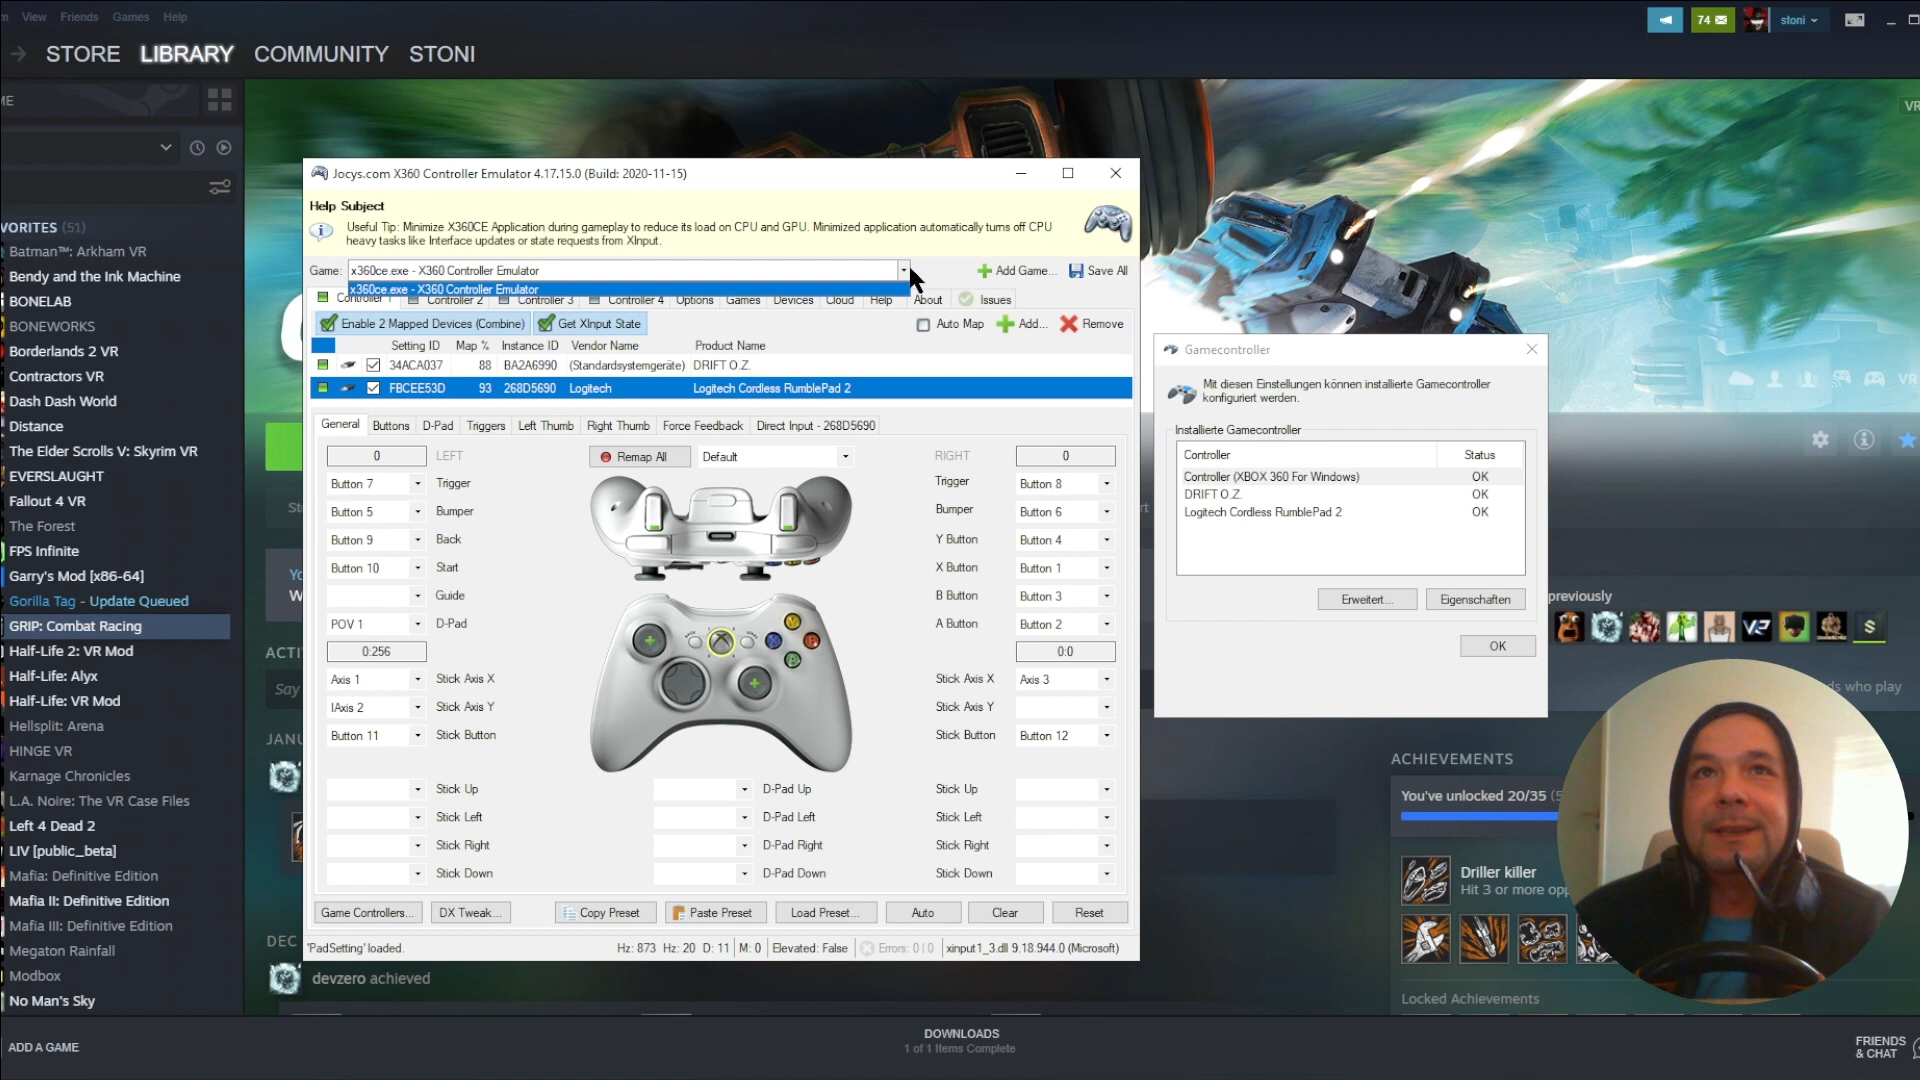 View Friends Games Help
74
stoni
STORE LIBRARY COMMUNITY STONI
ME
VR
VORITES (51)
Batman™: Arkham VR
Bendy and the Ink Machine
BONELAB
BONEWORKS
Borderlands 2 VR
Contractors VR
Dash Dash World
Distance
The Elder Scrolls V: Skyrim VR
EVERSLAUGHT
Fallout 4 VR
The Forest
FPS Infinite
Garry's Mod [x86-64]
Gorilla Tag - Update Queued
GRIP: Combat Racing
Half-Life 2: VR Mod
Half-Life: Alyx
Half-Life: VR Mod
Hellsplit: Arena
HINGE VR
Karnage Chronicles
L.A. Noire: The VR Case Files
Left 4 Dead 2
LIV [public_beta]
Mafia: Definitive Edition
Mafia II: Definitive Edition
Mafia III: Definitive Edition
Megaton Rainfall
Modbox
No Man's Sky
ADD A GAME
Jocys.com X360 Controller Emulator 4.17.15.0 (Build: 2020-11-15)
Help Subject
Useful Tip: Minimize X360CE Application during gameplay to reduce its load on CPU and GPU. Minimized application automatically turns off CPU
heavy tasks like Interface updates or state requests from XInput.
Game: x360ce.exe - X360 Controller Emulator
Add Game... Save All
x360ce.exe - X360 Controller Emulator
Controller 1 Controller 2 Controller 3 Controller 4 Options Games Devices Cloud Help About Issues
Enable 2 Mapped Devices (Combine) Get XInput State Auto Map Add... Remove
Setting ID Map % Instance ID Vendor Name Product Name
34ACA037 88 BA2A6990 (Standardsystemgeräte) DRIFT O.Z.
FBCEE53D 93 268D5690 Logitech Logitech Cordless RumblePad 2
General Buttons D-Pad Triggers Left Thumb Right Thumb Force Feedback Direct Input - 268D5690
0 LEFT Remap All Default RIGHT 0
Button 7 Trigger Trigger Button 8
Button 5 Bumper Bumper Button 6
Button 9 Back Y Button Button 4
Button 10 Start X Button Button 1
Guide B Button Button 3
POV 1 D-Pad A Button Button 2
0:256 0:0
Axis 1 Stick Axis X Stick Axis X Axis 3
IAxis 2 Stick Axis Y Stick Axis Y
Button 11 Stick Button Stick Button Button 12
Stick Up D-Pad Up Stick Up
Stick Left D-Pad Left Stick Left
Stick Right D-Pad Right Stick Right
Stick Down D-Pad Down Stick Down
Game Controllers... DX Tweak... Copy Preset Paste Preset Load Preset... Auto Clear Reset
'PadSetting' loaded. Hz: 873 Hz: 20 D: 11 M: 0 Elevated: False Errors: 0 | 0 xinput1_3.dll 9.18.944.0 (Microsoft)
Gamecontroller
Mit diesen Einstellungen können installierte Gamecontroller
konfiguriert werden.
Installierte Gamecontroller
Controller Status
Controller (XBOX 360 For Windows) OK
DRIFT O.Z. OK
Logitech Cordless RumblePad 2 OK
Erweitert... Eigenschaften
OK
VR
previously
ds who play
Say
DEC
devzero achieved
ACHIEVEMENTS
You've unlocked 20/35
Driller killer
Hit 3 or more opp
Locked Achievements
DOWNLOADS
1 of 1 Items Complete
FRIENDS
& CHAT